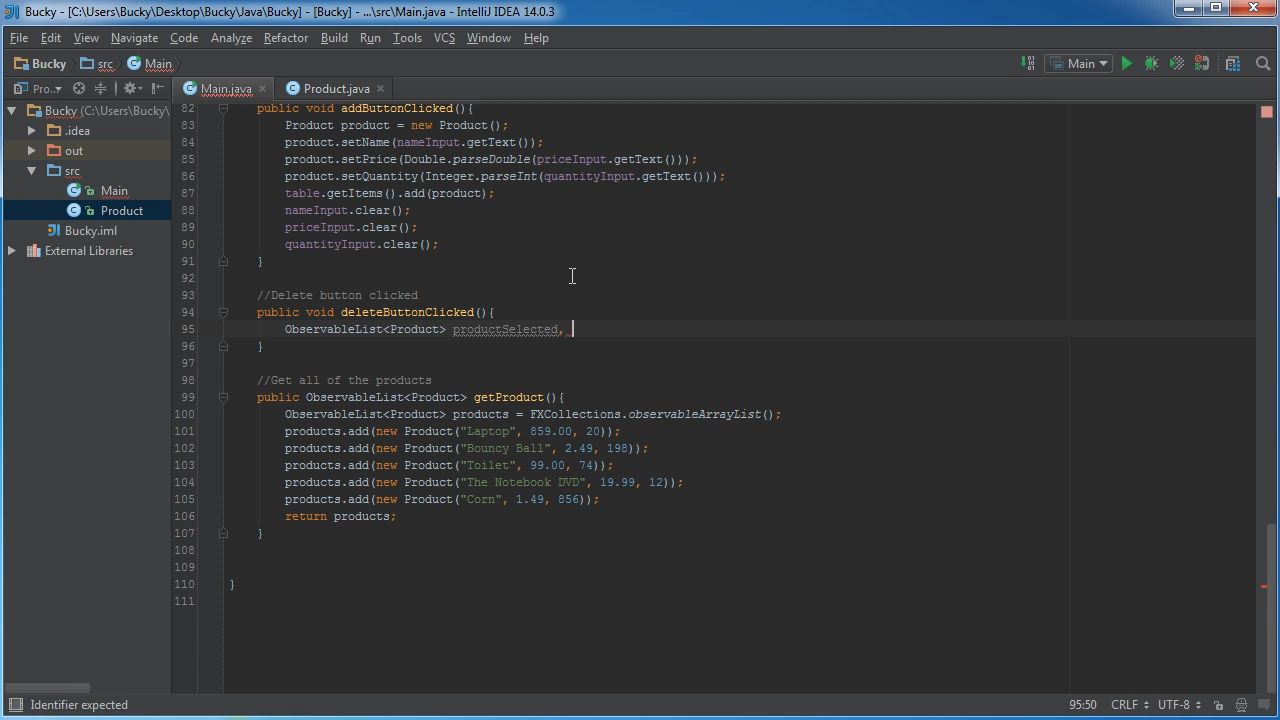 Bucky - [C:\Users\Bucky\Desktop\Bucky\Java\Bucky] - [Bucky] - ...\src\Main.java - IntelliJ IDEA 14.0.3
File Edit View Navigate Code Analyze Refactor Build Run Tools VCS Window Help
Bucky src Main Main
Pro.. Main.java Product.java
Bucky (C:\Users\Bucky\
.idea
out
src
Main
Product
Bucky.iml
External Libraries
82 public void addButtonClicked(){
83 Product product = new Product();
84 product.setName(nameInput.getText());
85 product.setPrice(Double.parseDouble(priceInput.getText()));
86 product.setQuantity(Integer.parseInt(quantityInput.getText()));
87 table.getItems().add(product);
88 nameInput.clear();
89 priceInput.clear();
90 quantityInput.clear();
91 }
92
93 //Delete button clicked
94 public void deleteButtonClicked(){
95 ObservableList<Product> productSelected,
96 }
97
98 //Get all of the products
99 public ObservableList<Product> getProduct(){
100 ObservableList<Product> products = FXCollections.observableArrayList();
101 products.add(new Product("Laptop", 859.00, 20));
102 products.add(new Product("Bouncy Ball", 2.49, 198));
103 products.add(new Product("Toilet", 99.00, 74));
104 products.add(new Product("The Notebook DVD", 19.99, 12));
105 products.add(new Product("Corn", 1.49, 856));
106 return products;
107 }
108
109
110 }
111
Identifier expected 95:50 CRLF UTF-8